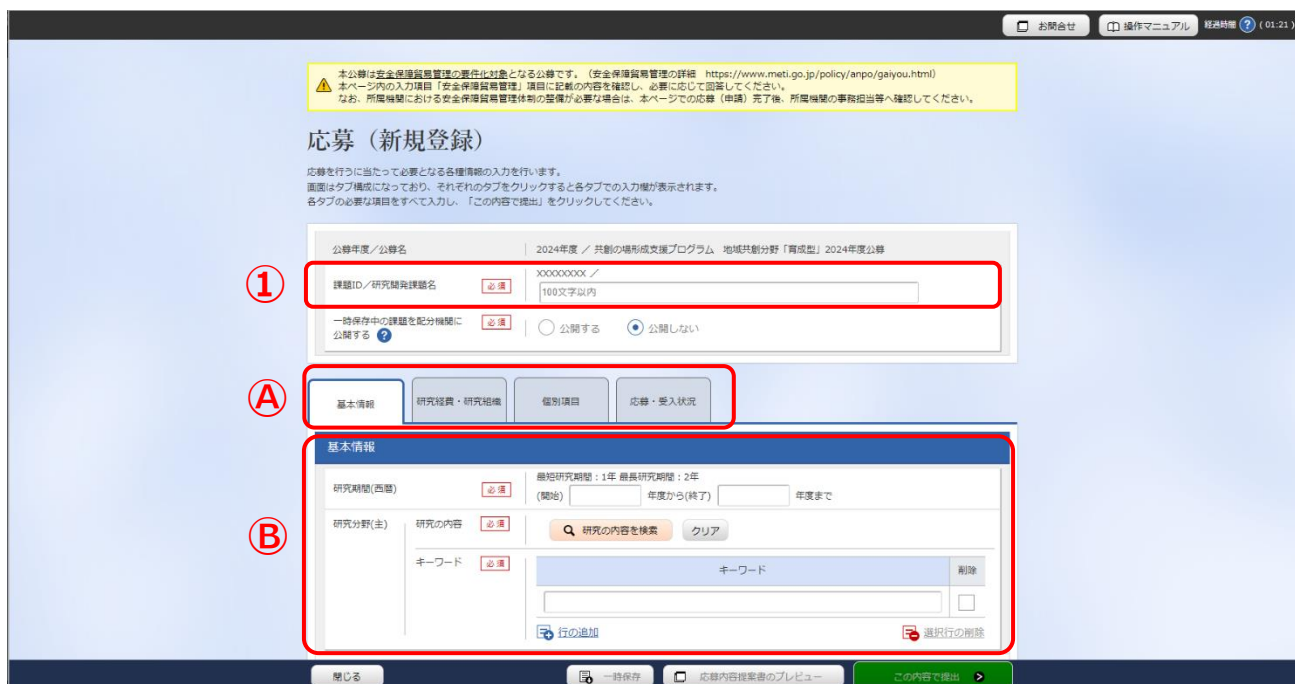 お問合せ 操作マニュアル 経過時間 ? ( 01:21 )
本公募は安全保障貿易管理の要件化対象となる公募です。（安全保障貿易管理の詳細 https://www.meti.go.jp/policy/anpo/gaiyou.html）
本ページ内の入力項目「安全保障貿易管理」項目に記載の内容を確認し、必要に応じて回答してください。
なお、所属機関における安全保障貿易管理体制の整備が必要な場合は、本ページでの応募（申請）完了後、所属機関の事務担当等へ確認してください。
応募（新規登録）
応募を行うに当たって必要となる各種情報の入力を行います。
画面はタブ構成になっており、それぞれのタブをクリックすると各タブでの入力欄が表示されます。
各タブの必要な項目をすべて入力し、「この内容で提出」をクリックしてください。
公募年度／公募名 2024年度 ／ 共創の場形成支援プログラム 地域共創分野「育成型」2024年度公募
① 課題ID／研究開発課題名 必須 XXXXXXXX ／
100文字以内
一時保存中の課題を配分機関に 必須 公開する 公開しない
公開する ?
Ⓐ 基本情報 研究経費・研究組織 個別項目 応募・受入状況
Ⓑ 基本情報
最短研究期間：1年 最長研究期間：2年
研究期間(西暦) 必須 (開始) 年度から(終了) 年度まで
研究分野(主) 研究の内容 必須 研究の内容を検索 クリア
キーワード 必須 キーワード 削除
行の追加 選択行の削除
閉じる 一時保存 応募内容提案書のプレビュー この内容で提出